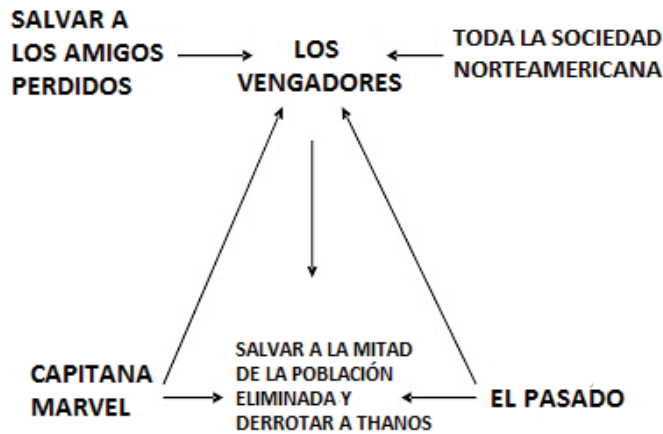 SALVAR A
LOS AMIGOS
PERDIDOS
LOS
VENGADORES
TODA LA SOCIEDAD
NORTEAMERICANA
CAPITANA
MARVEL
SALVAR A LA MITAD
DE LA POBLACIÓN
ELIMINADA Y
DERROTAR A THANOS
EL PASADO